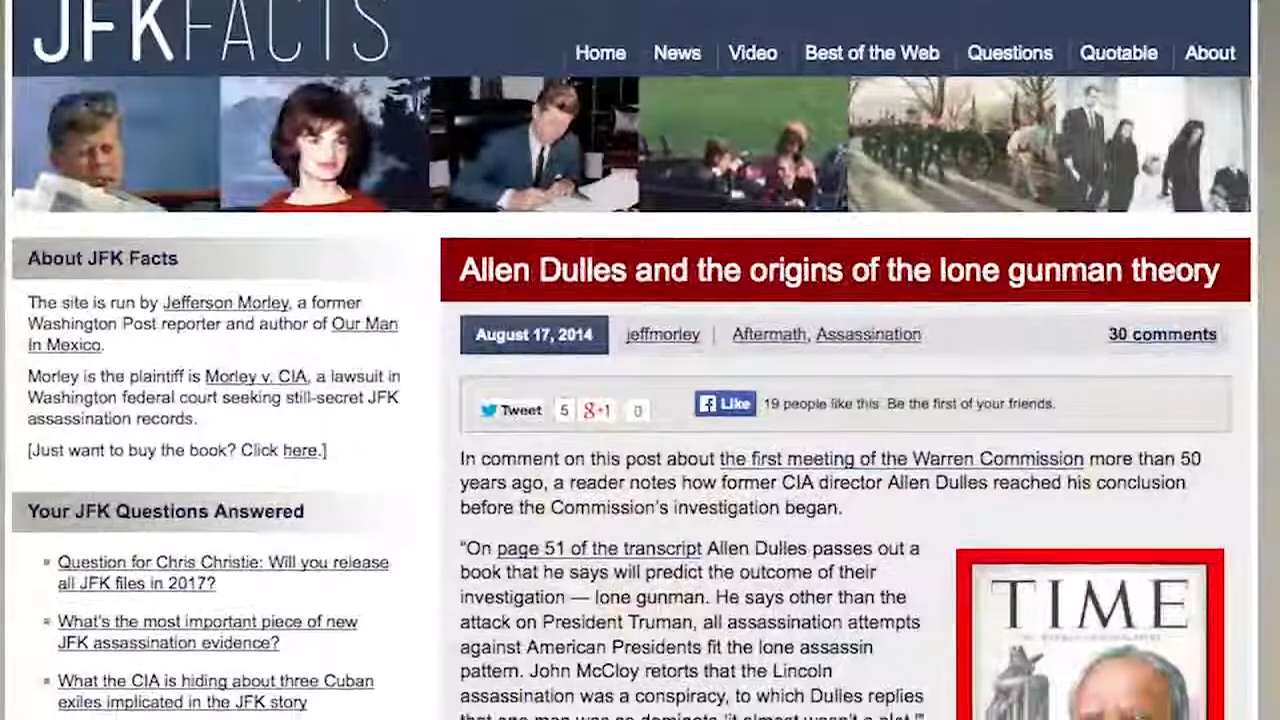 JFKFACTS
Home News Video Best of the Web Questions Quotable About
About JFK Facts
The site is run by Jefferson Morley, a former
Washington Post reporter and author of Our Man
In Mexico.
Morley is the plaintiff is Morley v. CIA, a lawsuit in
Washington federal court seeking still-secret JFK
assassination records.
[Just want to buy the book? Click here.]
Your JFK Questions Answered
Question for Chris Christie: Will you release
all JFK files in 2017?
What's the most important piece of new
JFK assassination evidence?
What the CIA is hiding about three Cuban
exiles implicated in the JFK story
Allen Dulles and the origins of the lone gunman theory
August 17, 2014 jeffmorley | Aftermath, Assassination 30 comments
Tweet 5 g+1 0 Like 19 people like this. Be the first of your friends.
In comment on this post about the first meeting of the Warren Commission more than 50
years ago, a reader notes how former CIA director Allen Dulles reached his conclusion
before the Commission's investigation began.
"On page 51 of the transcript Allen Dulles passes out a
book that he says will predict the outcome of their
investigation — lone gunman. He says other than the
attack on President Truman, all assassination attempts
against American Presidents fit the lone assassin
pattern. John McCloy retorts that the Lincoln
assassination was a conspiracy, to which Dulles replies
that one man was so dominate 'it almost wasn't a plot.'"
TIME